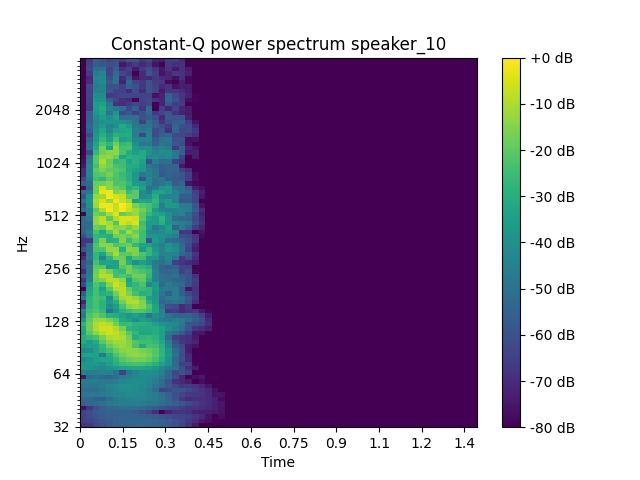 Constant-Q power spectrum speaker_10
Hz
2048
1024
512
256
128
64
32
0 0.15 0.3 0.45 0.6 0.75 0.9 1.1 1.2 1.4
Time
+0 dB
-10 dB
-20 dB
-30 dB
-40 dB
-50 dB
-60 dB
-70 dB
-80 dB